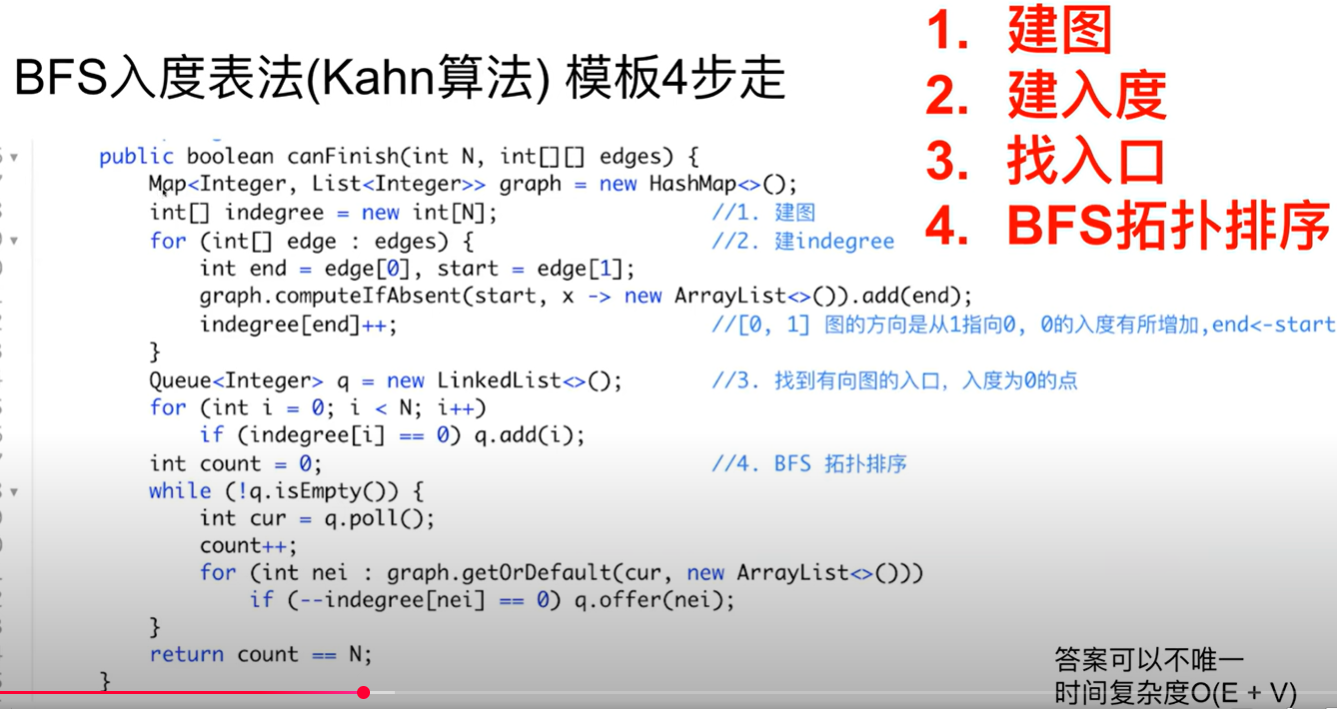 BFS入度表法(Kahn算法) 模板4步走
1. 建图
2. 建入度
3. 找入口
4. BFS拓扑排序
public boolean canFinish(int N, int[][] edges) {
Map<Integer, List<Integer>> graph = new HashMap<>();
int[] indegree = new int[N]; //1. 建图
for (int[] edge : edges) { //2. 建indegree
int end = edge[0], start = edge[1];
graph.computeIfAbsent(start, x -> new ArrayList<>()).add(end);
indegree[end]++; //[0, 1] 图的方向是从1指向0, 0的入度有所增加,end<-start
}
Queue<Integer> q = new LinkedList<>(); //3. 找到有向图的入口, 入度为0的点
for (int i = 0; i < N; i++)
if (indegree[i] == 0) q.add(i);
int count = 0; //4. BFS 拓扑排序
while (!q.isEmpty()) {
int cur = q.poll();
count++;
for (int nei : graph.getOrDefault(cur, new ArrayList<>()))
if (--indegree[nei] == 0) q.offer(nei);
}
return count == N;
}
答案可以不唯一
时间复杂度O(E + V)